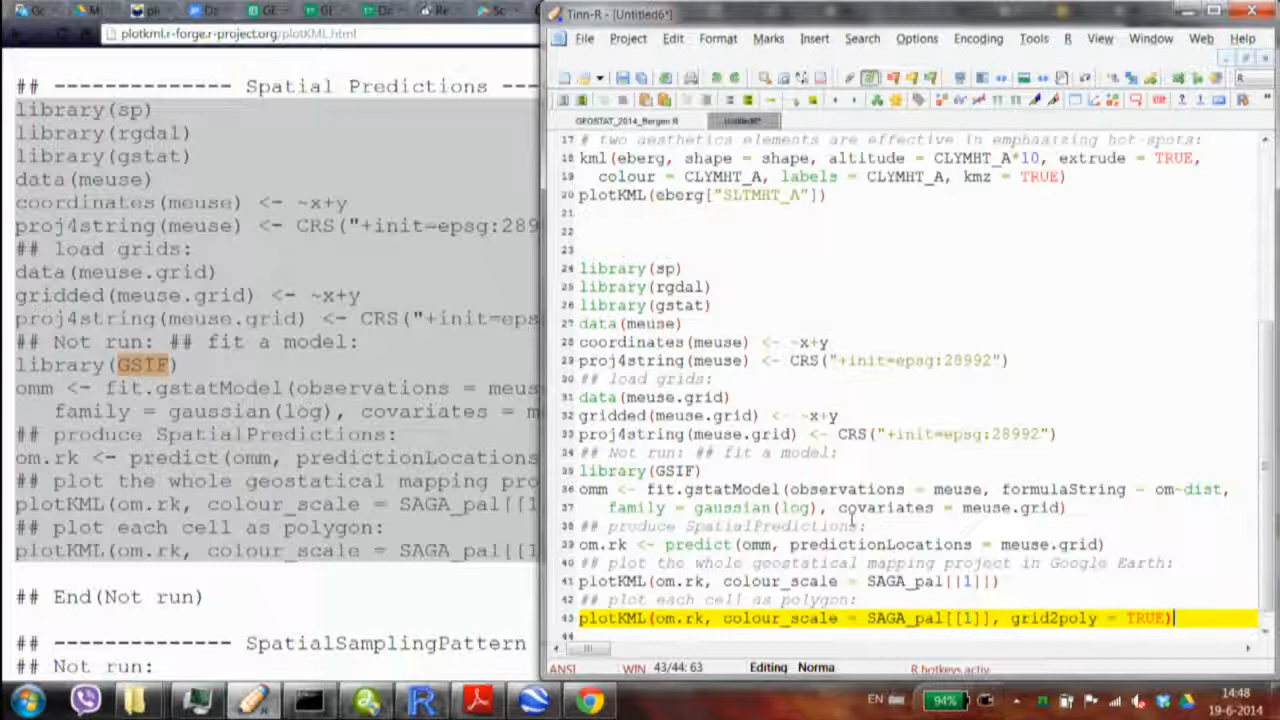 plotkml.r-forge.r-project.org/plotKML.html
## -------------- Spatial Predictions ---
library(sp)
library(rgdal)
library(gstat)
data(meuse)
coordinates(meuse) <- ~x+y
proj4string(meuse) <- CRS("+init=epsg:289
## load grids:
data(meuse.grid)
gridded(meuse.grid) <- ~x+y
proj4string(meuse.grid) <- CRS("+init=eps
## Not run: ## fit a model:
library(GSIF)
omm <- fit.gstatModel(observations = meus
family = gaussian(log), covariates = m
## produce SpatialPredictions:
om.rk <- predict(omm, predictionLocations
## plot the whole geostatical mapping pro
plotKML(om.rk, colour_scale = SAGA_pal[[1
## plot each cell as polygon:
plotKML(om.rk, colour_scale = SAGA_pal[[1
## End(Not run)
## ------------- SpatialSamplingPattern
## Not run:
Tinn-R - [Untitled6*]
File Project Edit Format Marks Insert Search Options Encoding Tools R View Window Web Help
GEOSTAT_2014_Bergen R Untitled6*
17 # two aesthetics elements are effective in emphasizing hot-spots:
18 kml(eberg, shape = shape, altitude = CLYMHT_A*10, extrude = TRUE,
19 colour = CLYMHT_A, labels = CLYMHT_A, kmz = TRUE)
20 plotKML(eberg["SLTMHT_A"])
21
22
23
24 library(sp)
25 library(rgdal)
26 library(gstat)
27 data(meuse)
28 coordinates(meuse) <- ~x+y
29 proj4string(meuse) <- CRS("+init=epsg:28992")
30 ## load grids:
31 data(meuse.grid)
32 gridded(meuse.grid) <- ~x+y
33 proj4string(meuse.grid) <- CRS("+init=epsg:28992")
34 ## Not run: ## fit a model:
35 library(GSIF)
36 omm <- fit.gstatModel(observations = meuse, formulaString = om~dist,
37 family = gaussian(log), covariates = meuse.grid)
38 ## produce SpatialPredictions:
39 om.rk <- predict(omm, predictionLocations = meuse.grid)
40 ## plot the whole geostatical mapping project in Google Earth:
41 plotKML(om.rk, colour_scale = SAGA_pal[[1]])
42 ## plot each cell as polygon:
43 plotKML(om.rk, colour_scale = SAGA_pal[[1]], grid2poly = TRUE)
44
ANSI WIN 43/44: 63 Editing Norma R hotkeys activ
EN 94% 14:48
19-6-2014